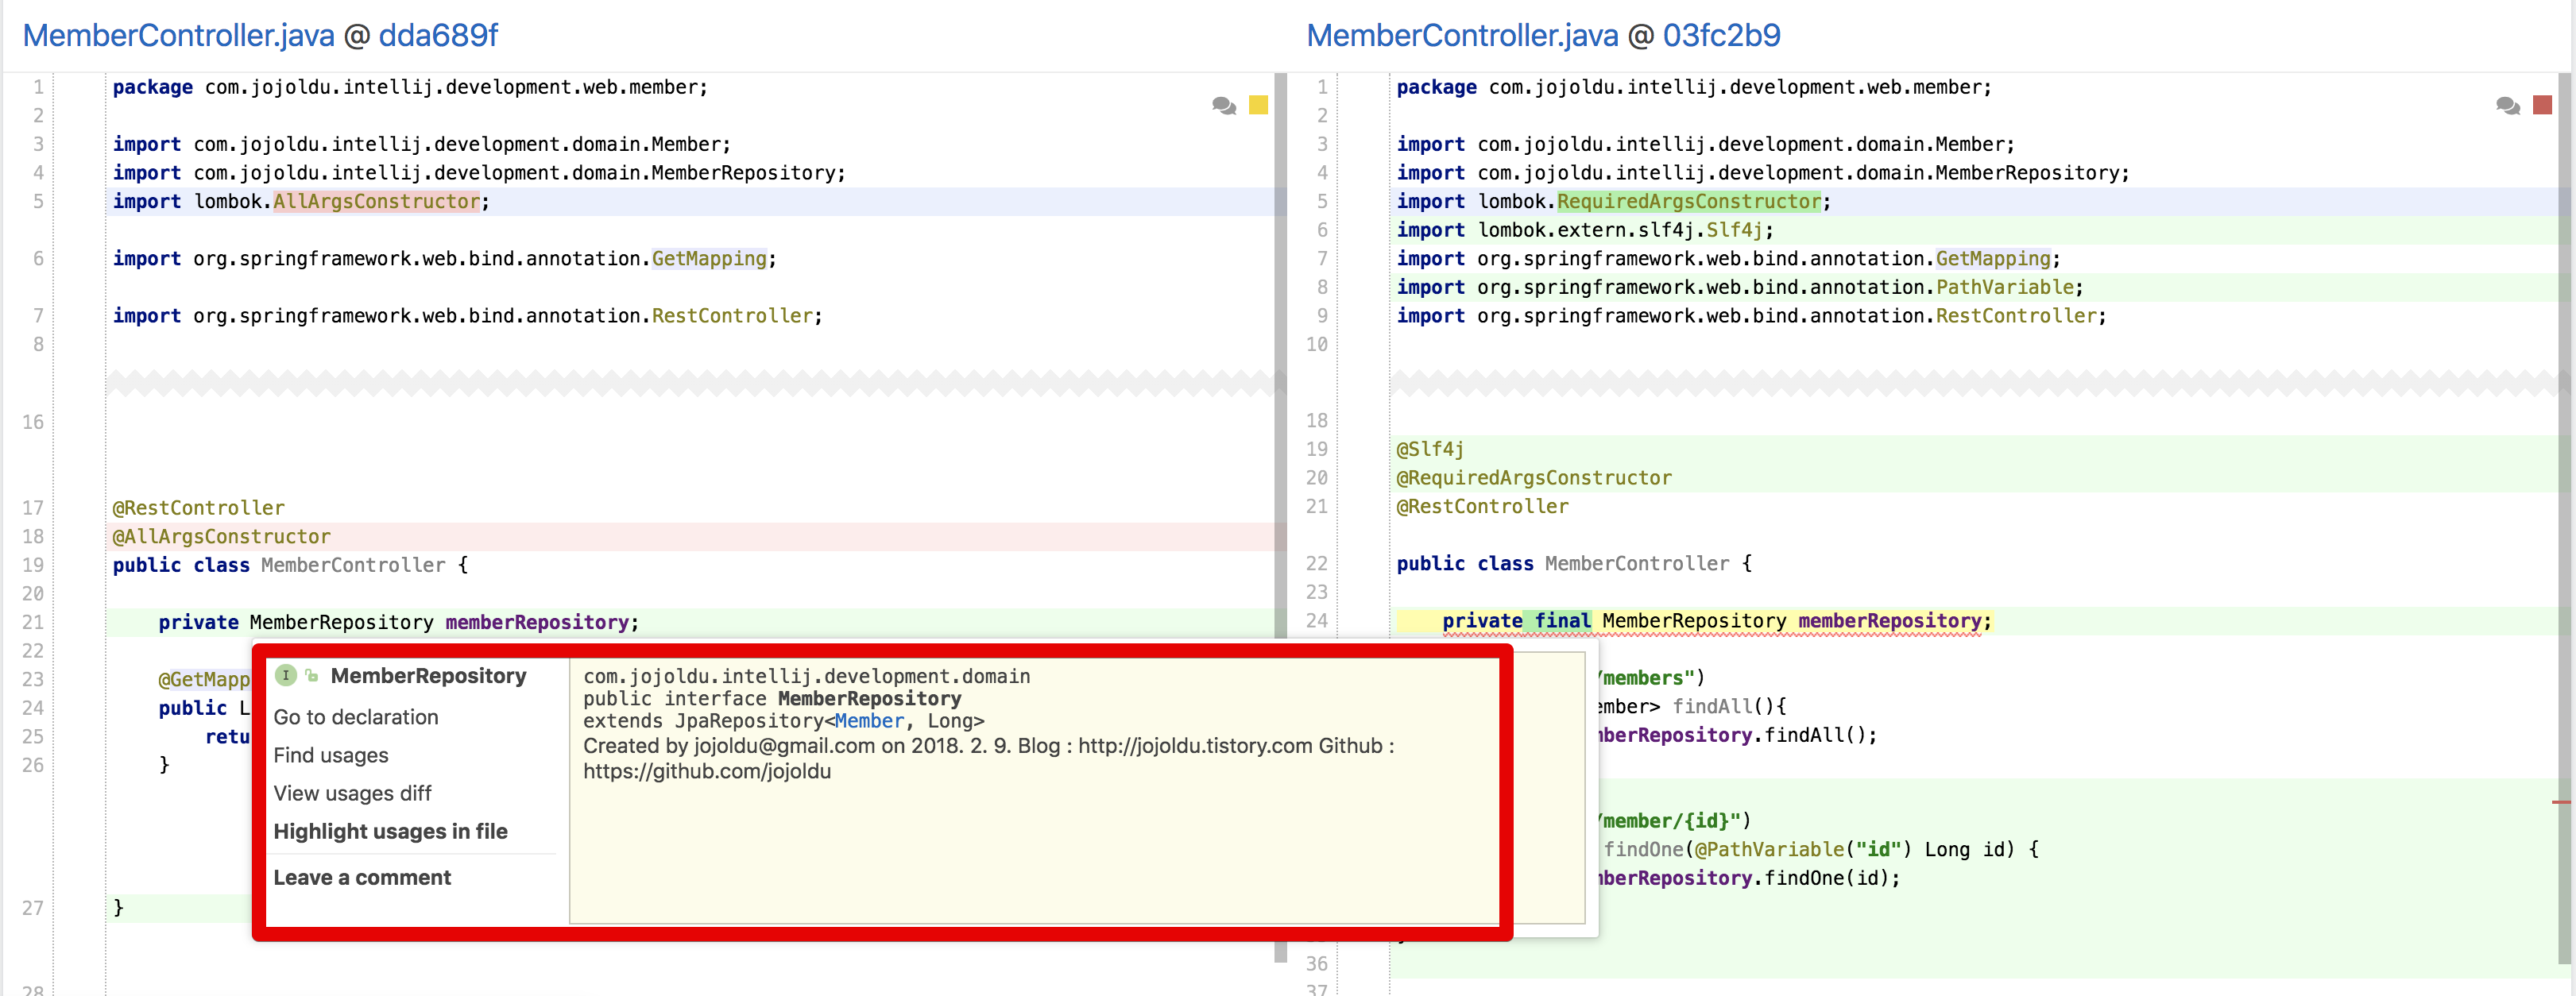 MemberController.java @ dda689f
1 package com.jojoldu.intellij.development.web.member;
2
3 import com.jojoldu.intellij.development.domain.Member;
4 import com.jojoldu.intellij.development.domain.MemberRepository;
5 import lombok.AllArgsConstructor;
6 import org.springframework.web.bind.annotation.GetMapping;
7 import org.springframework.web.bind.annotation.RestController;
8
16
17 @RestController
18 @AllArgsConstructor
19 public class MemberController {
20
21 private MemberRepository memberRepository;
22
23 @GetMapp
24 public L
25 retu
26 }
27 }
28
MemberRepository
Go to declaration
Find usages
View usages diff
Highlight usages in file
Leave a comment
com.jojoldu.intellij.development.domain
public interface MemberRepository
extends JpaRepository<Member, Long>
Created by jojoldu@gmail.com on 2018. 2. 9. Blog : http://jojoldu.tistory.com Github :
https://github.com/jojoldu
MemberController.java @ 03fc2b9
1 package com.jojoldu.intellij.development.web.member;
2
3 import com.jojoldu.intellij.development.domain.Member;
4 import com.jojoldu.intellij.development.domain.MemberRepository;
5 import lombok.RequiredArgsConstructor;
6 import lombok.extern.slf4j.Slf4j;
7 import org.springframework.web.bind.annotation.GetMapping;
8 import org.springframework.web.bind.annotation.PathVariable;
9 import org.springframework.web.bind.annotation.RestController;
10
18
19 @Slf4j
20 @RequiredArgsConstructor
21 @RestController
22 public class MemberController {
23
24 private final MemberRepository memberRepository;
/members")
ember> findAll(){
mberRepository.findAll();
/member/{id}")
findOne(@PathVariable("id") Long id) {
mberRepository.findOne(id);
36
37